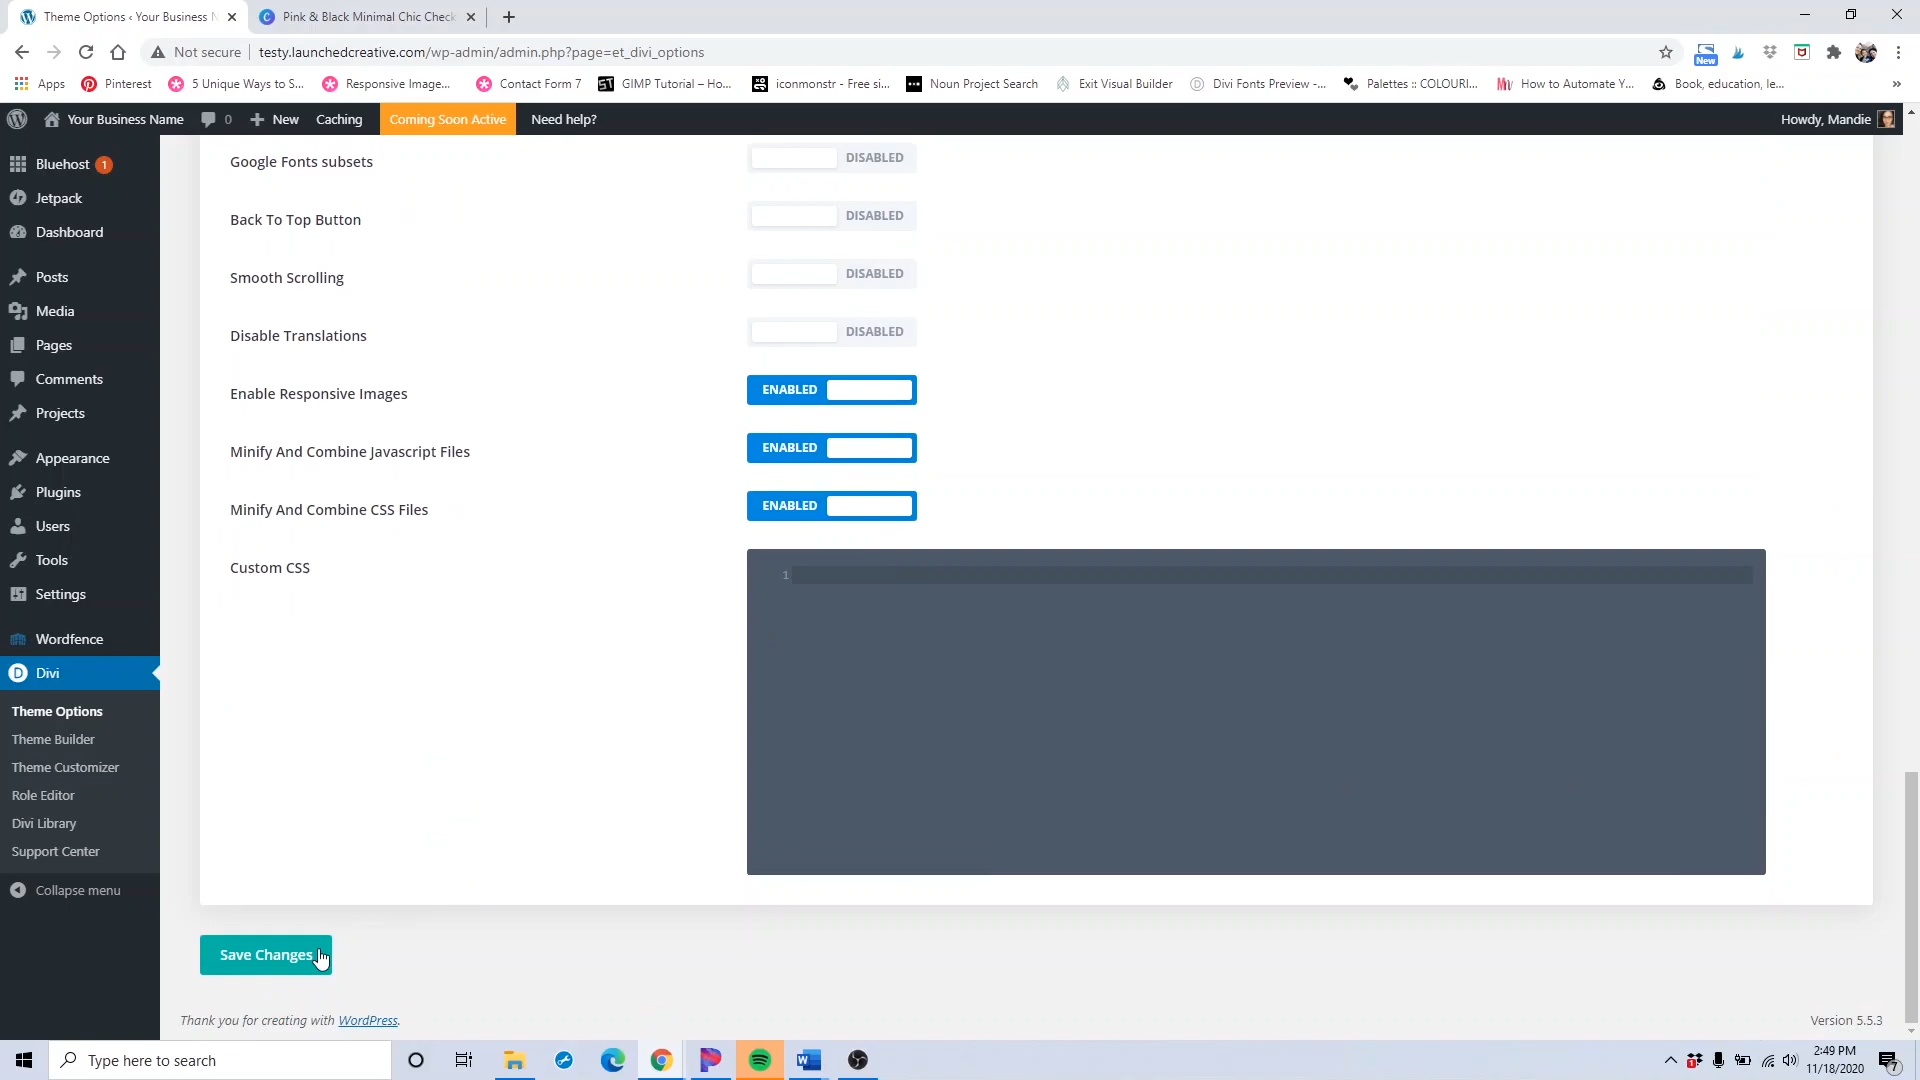 Theme Options ‹ Your Business N
Pink & Black Minimal Chic Check
Not secure
testy.launchedcreative.com/wp-admin/admin.php?page=et_divi_options
New
Apps
Pinterest
5 Unique Ways to S...
Responsive Image...
Contact Form 7
GIMP Tutorial – Ho...
iconmonstr - Free si...
Noun Project Search
Exit Visual Builder
Divi Fonts Preview -...
Palettes :: COLOURl...
How to Automate Y...
Book, education, le...
Your Business Name
0
New
Caching
Coming Soon Active
Need help?
Howdy, Mandie
Bluehost 1
Jetpack
Dashboard
Posts
Media
Pages
Comments
Projects
Appearance
Plugins
Users
Tools
Settings
Wordfence
Divi
Theme Options
Theme Builder
Theme Customizer
Role Editor
Divi Library
Support Center
Collapse menu
Google Fonts subsets
DISABLED
Back To Top Button
DISABLED
Smooth Scrolling
DISABLED
Disable Translations
DISABLED
Enable Responsive Images
ENABLED
Minify And Combine Javascript Files
ENABLED
Minify And Combine CSS Files
ENABLED
Custom CSS
1
Save Changes
Thank you for creating with WordPress.
Version 5.5.3
Type here to search
2:49 PM
11/18/2020
7